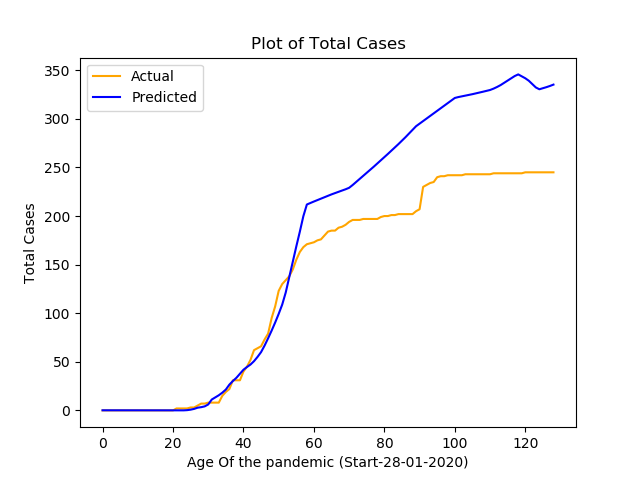 Plot of Total Cases
Actual
Predicted
350
300
250
200
150
100
50
0
Total Cases
0 20 40 60 80 100 120
Age Of the pandemic (Start-28-01-2020)